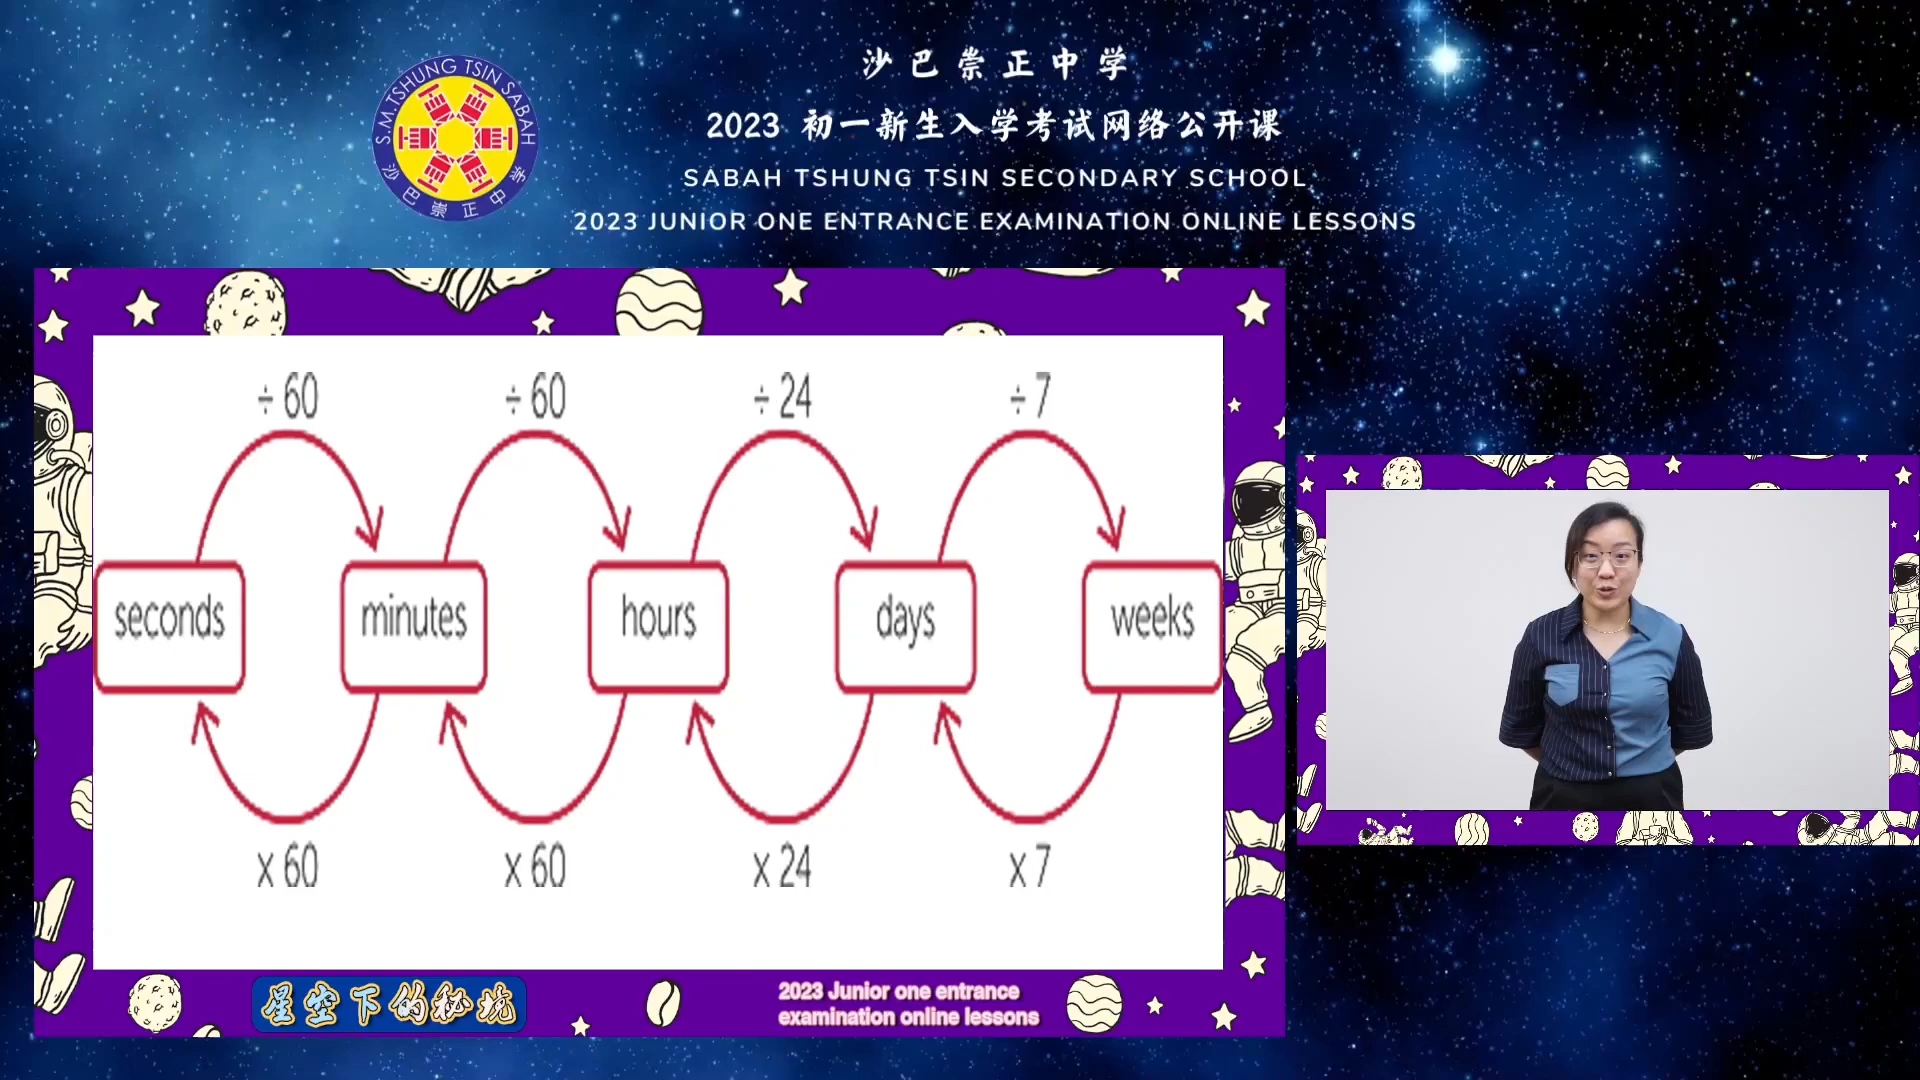 沙巴崇正中学
2023 初一新生入学考试网络公开课
SABAH TSHUNG TSIN SECONDARY SCHOOL
2023 JUNIOR ONE ENTRANCE EXAMINATION ONLINE LESSONS
S.M TSHUNG TSIN SABAH
沙巴崇正中学
÷ 60
÷ 60
÷ 24
÷ 7
seconds
minutes
hours
days
weeks
x 60
x 60
x 24
x 7
星空下的秘境
2023 Junior one entrance
examination online lessons